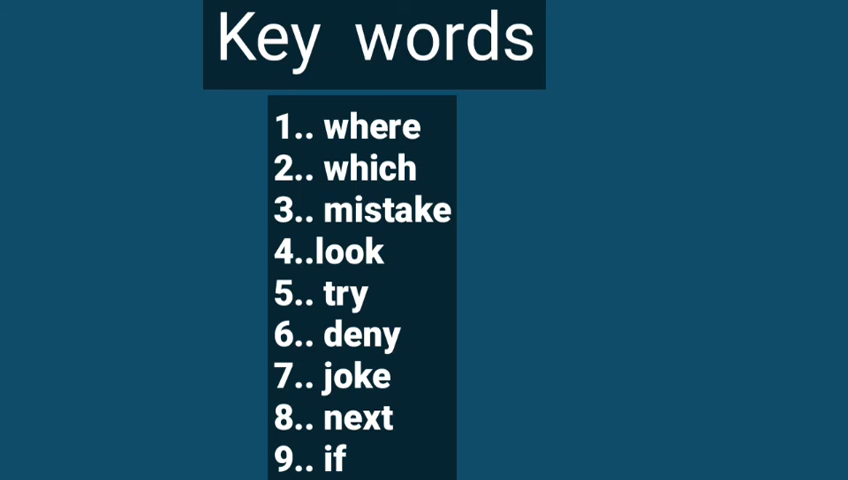 Key words
1.. where
2.. which
3.. mistake
4..look
5.. try
6.. deny
7.. joke
8.. next
9.. if